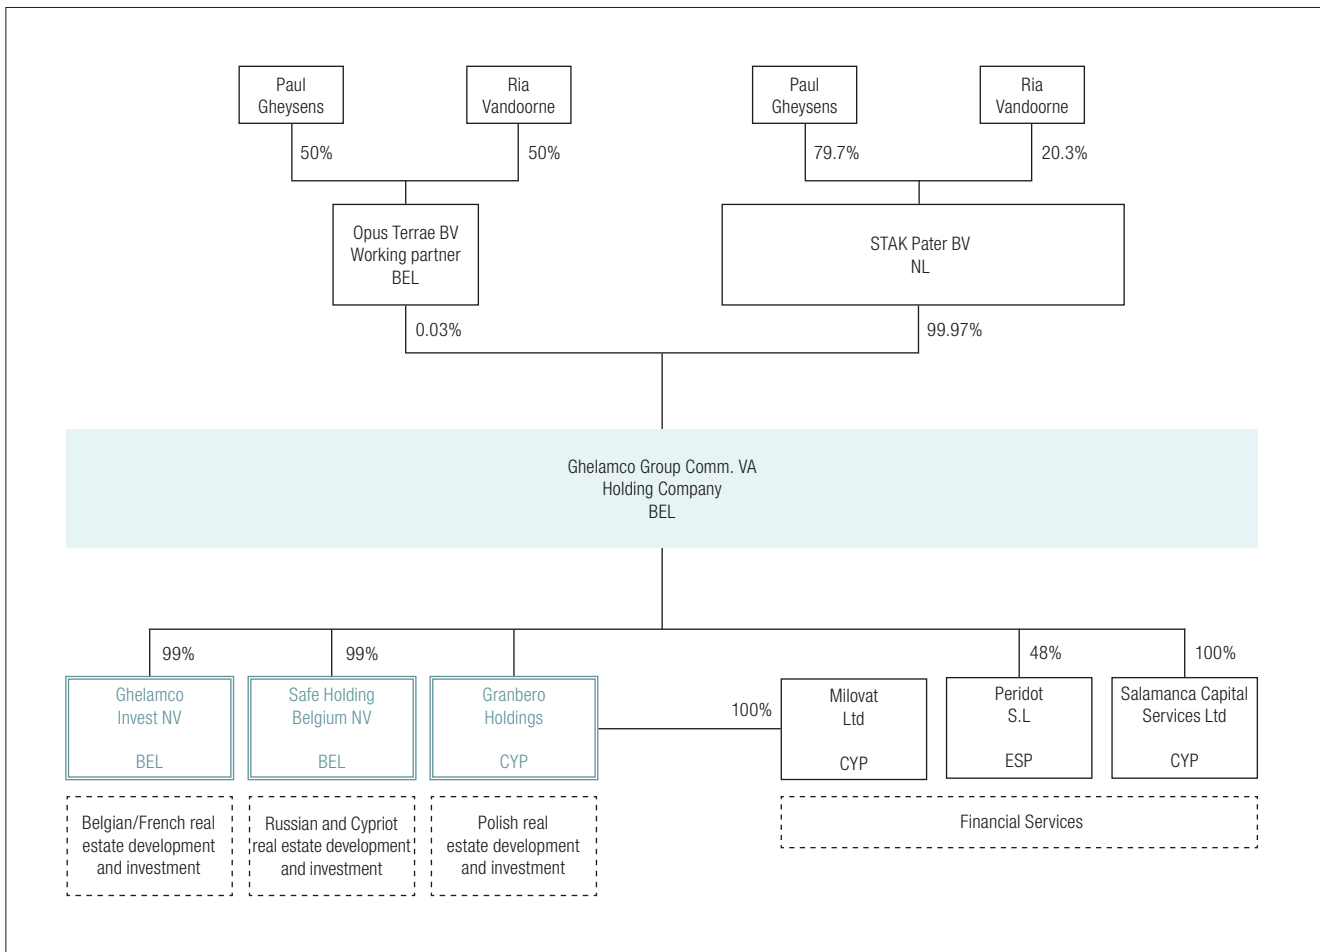 Paul
Gheysens
Ria
Vandoorne
Paul
Gheysens
Ria
Vandoorne
50%
50%
79.7%
20.3%
Opus Terrae BV
Working partner
BEL
STAK Pater BV
NL
0.03%
99.97%
Ghelamco Group Comm. VA
Holding Company
BEL
99%
99%
48%
100%
Ghelamco
Invest NV
BEL
Safe Holding
Belgium NV
BEL
Granbero
Holdings
CYP
100%
Milovat
Ltd
CYP
Peridot
S.L
ESP
Salamanca Capital
Services Ltd
CYP
Belgian/French real
estate development
and investment
Russian and Cypriot
real estate development
and investment
Polish real
estate development
and investment
Financial Services